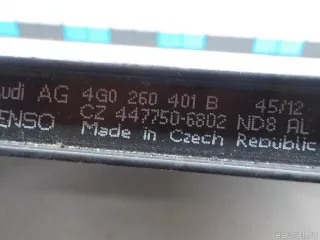 udi AG 4G0 260 401 B 45/12
ENSO CZ 447750-6802 ND8 AL
Made in Czech Republic